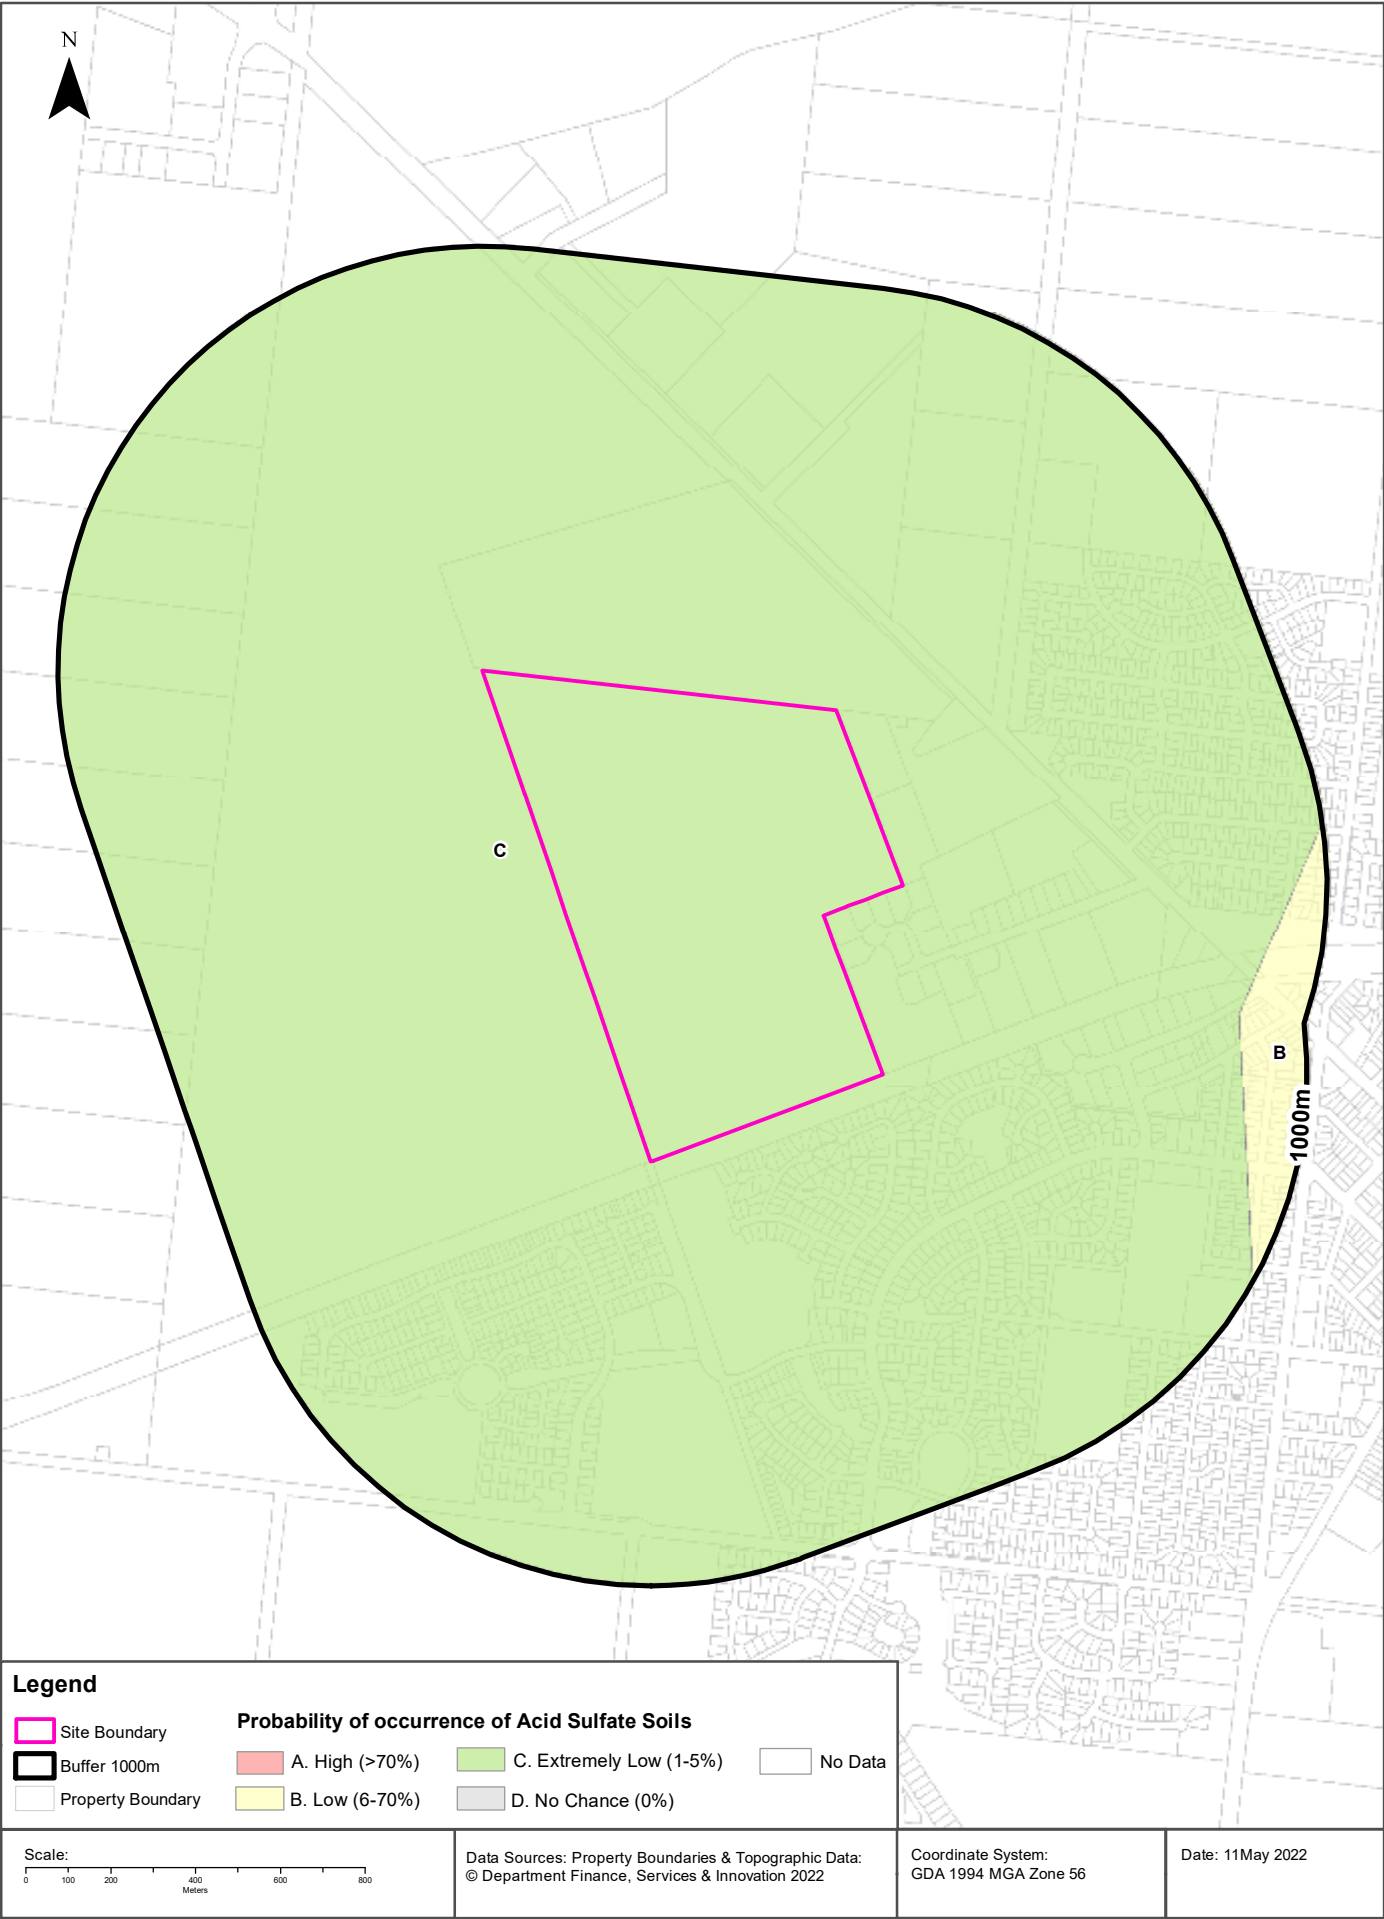 N
C
B
1000m
Legend
Site Boundary
Buffer 1000m
Property Boundary
Probability of occurrence of Acid Sulfate Soils
A. High (>70%)
C. Extremely Low (1-5%)
No Data
B. Low (6-70%)
D. No Chance (0%)
Scale:
0 100 200 400 600 800
Meters
Data Sources: Property Boundaries & Topographic Data:
© Department Finance, Services & Innovation 2022
Coordinate System:
GDA 1994 MGA Zone 56
Date: 11May 2022